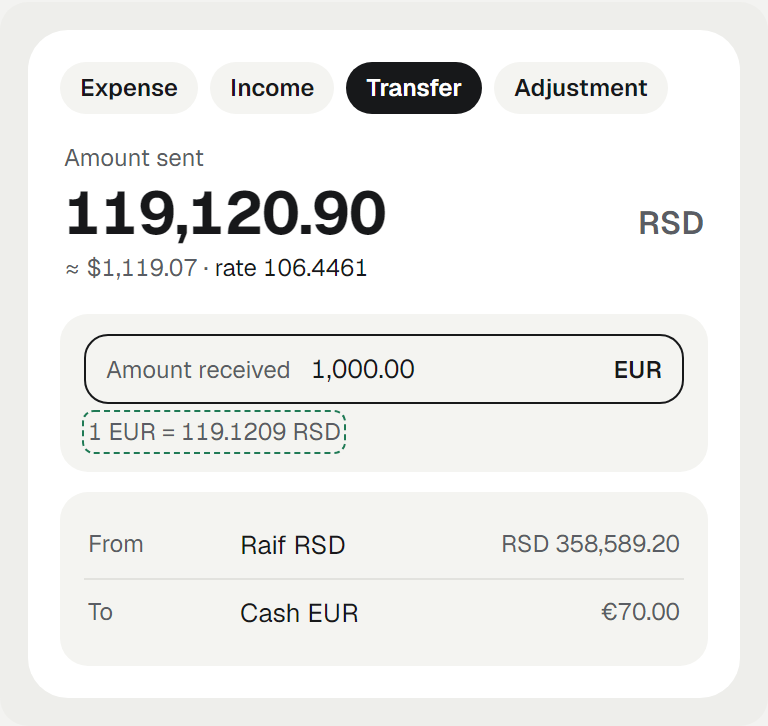 Expense Income Transfer Adjustment
Amount sent
119,120.90 RSD
≈ $1,119.07 · rate 106.4461
Amount received 1,000.00 EUR
1 EUR = 119.1209 RSD
From Raif RSD RSD 358,589.20
To Cash EUR €70.00